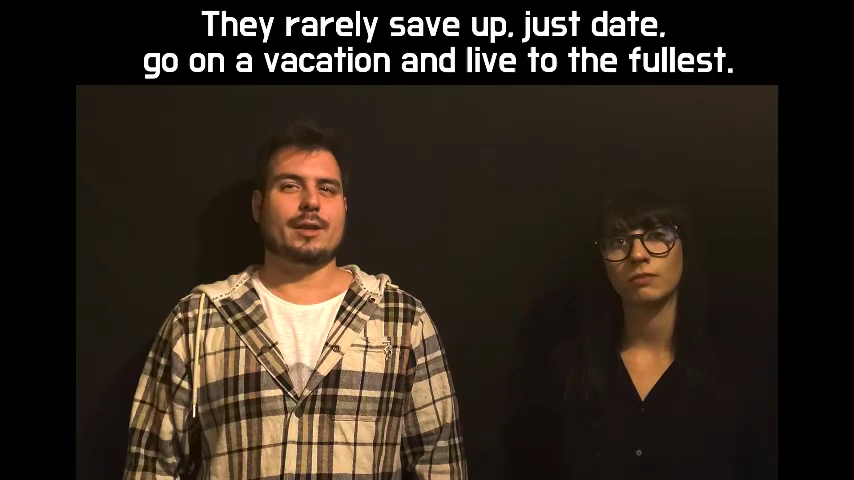 They rarely save up, just date,
go on a vacation and live to the fullest.